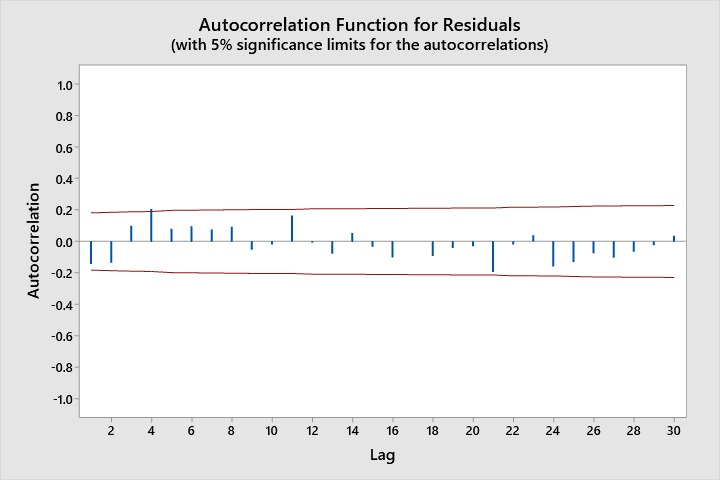 Autocorrelation Function for Residuals
(with 5% significance limits for the autocorrelations)
Autocorrelation
1.0
0.8
0.6
0.4
0.2
0.0
-0.2
-0.4
-0.6
-0.8
-1.0
2 4 6 8 10 12 14 16 18 20 22 24 26 28 30
Lag